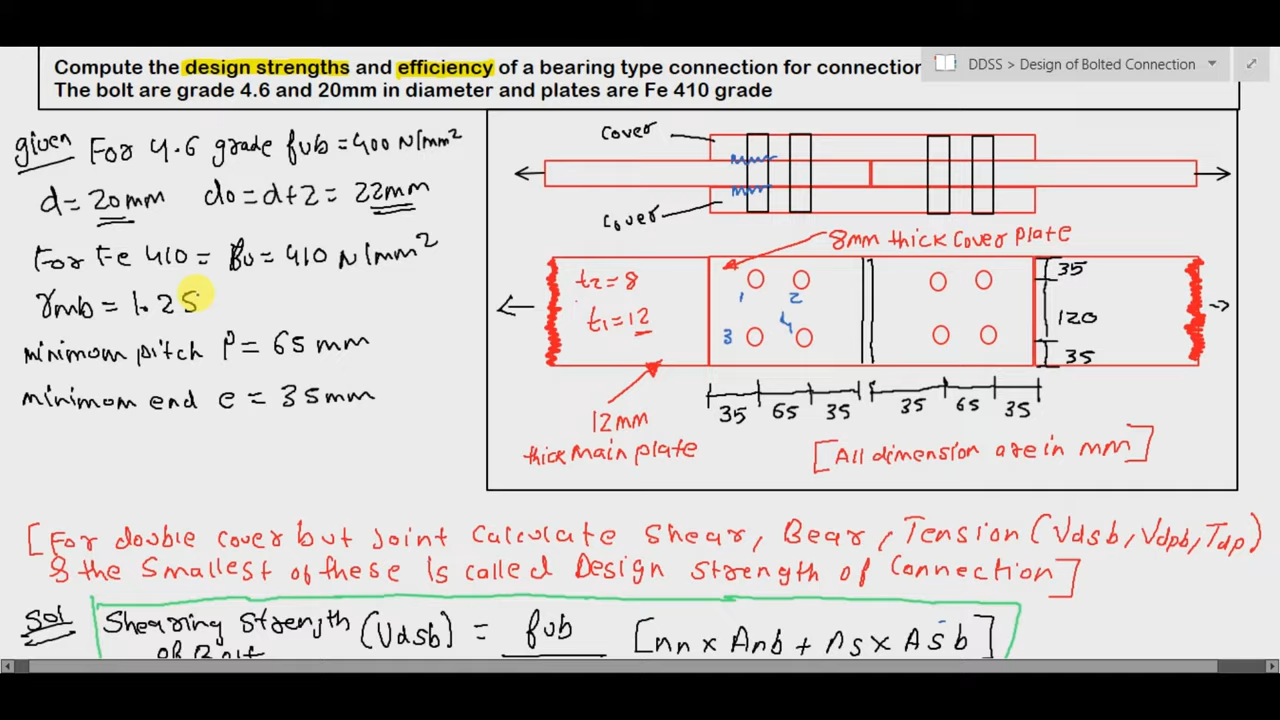 Compute the design strengths and efficiency of a bearing type connection for connection
The bolt are grade 4.6 and 20mm in diameter and plates are Fe 410 grade
DDSS > Design of Bolted Connection
given For 4.6 grade fub = 400 N/mm²
d = 20mm do = d+2 = 22mm
For Fe 410 = fu = 410 N/mm²
γmb = 1.25
minimum pitch P = 65 mm
minimum end e = 35mm
cover
cover
8mm thick cover plate
t2 = 8
t1 = 12
1 2
3 4
35
120
35
35 65 35 35 65 35
12mm
thick main plate
[All dimension are in mm]
[For double cover but joint Calculate Shear, Bear, Tension (Vdsb, Vdpb, Tdp)
& the Smallest of these is called Design Strength of Connection]
Sol Shearing Strength (Vdsb) = fub [nn x Anb + ns x Asb]
of Bolt